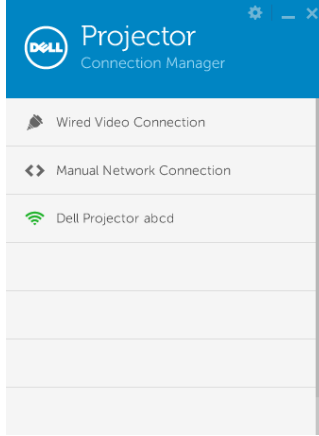 DELL
Projector
Connection Manager
Wired Video Connection
Manual Network Connection
Dell Projector abcd